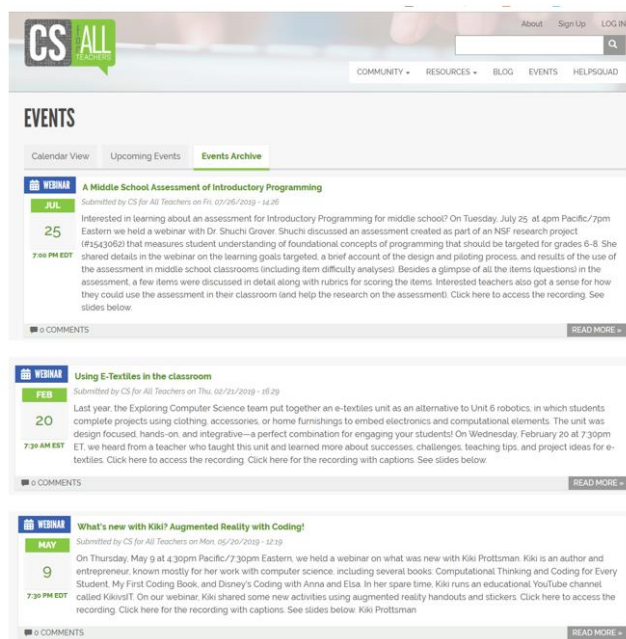 About Sign Up LOG IN
CS FOR ALL
TEACHERS
COMMUNITY RESOURCES BLOG EVENTS HELPSQUAD
EVENTS
Calendar View Upcoming Events Events Archive
WEBINAR A Middle School Assessment of Introductory Programming
JUL Submitted by CS for All Teachers on Fri, 07/26/2019 - 14:26
25
7:00 PM EDT
Interested in learning about an assessment for Introductory Programming for middle school? On Tuesday, July 25 at 4pm Pacific/7pm
Eastern we held a webinar with Dr. Shuchi Grover. Shuchi discussed an assessment created as part of an NSF research project
(#1543062) that measures student understanding of foundational concepts of programming that should be targeted for grades 6-8. She
shared details in the webinar on the learning goals targeted, a brief account of the design and piloting process, and results of the use of
the assessment in middle school classrooms (including item difficulty analyses). Besides a glimpse of all the items (questions) in the
assessment, a few items were discussed in detail along with rubrics for scoring the items. Interested teachers also got a sense for how
they could use the assessment in their classroom (and help the research on the assessment). Click here to access the recording. See
slides below.
0 COMMENTS READ MORE »
WEBINAR Using E-Textiles in the classroom
FEB Submitted by CS for All Teachers on Thu, 02/21/2019 - 16:29
20
7:30 AM EST
Last year, the Exploring Computer Science team put together an e-textiles unit as an alternative to Unit 6 robotics, in which students
complete projects using clothing, accessories, or home furnishings to embed electronics and computational elements. The unit was
design focused, hands-on, and integrative—a perfect combination for engaging your students! On Wednesday, February 20 at 7:30pm
ET, we heard from a teacher who taught this unit and learned more about successes, challenges, teaching tips, and project ideas for e-
textiles. Click here to access the recording. Click here for the recording with captions. See slides below.
0 COMMENTS READ MORE »
WEBINAR What's new with Kiki? Augmented Reality with Coding!
MAY Submitted by CS for All Teachers on Mon, 05/20/2019 - 12:19
9
7:30 PM EDT
On Thursday, May 9 at 4:30pm Pacific/7:30pm Eastern, we held a webinar on what was new with Kiki Prottsman. Kiki is an author and
entrepreneur, known mostly for her work with computer science, including several books: Computational Thinking and Coding for Every
Student, My First Coding Book, and Disney's Coding with Anna and Elsa. In her spare time, Kiki runs an educational YouTube channel
called KikivsIT. On our webinar, Kiki shared some new activities using augmented reality handouts and stickers. Click here to access the
recording. Click here for the recording with captions. See slides below. Kiki Prottsman
0 COMMENTS READ MORE »